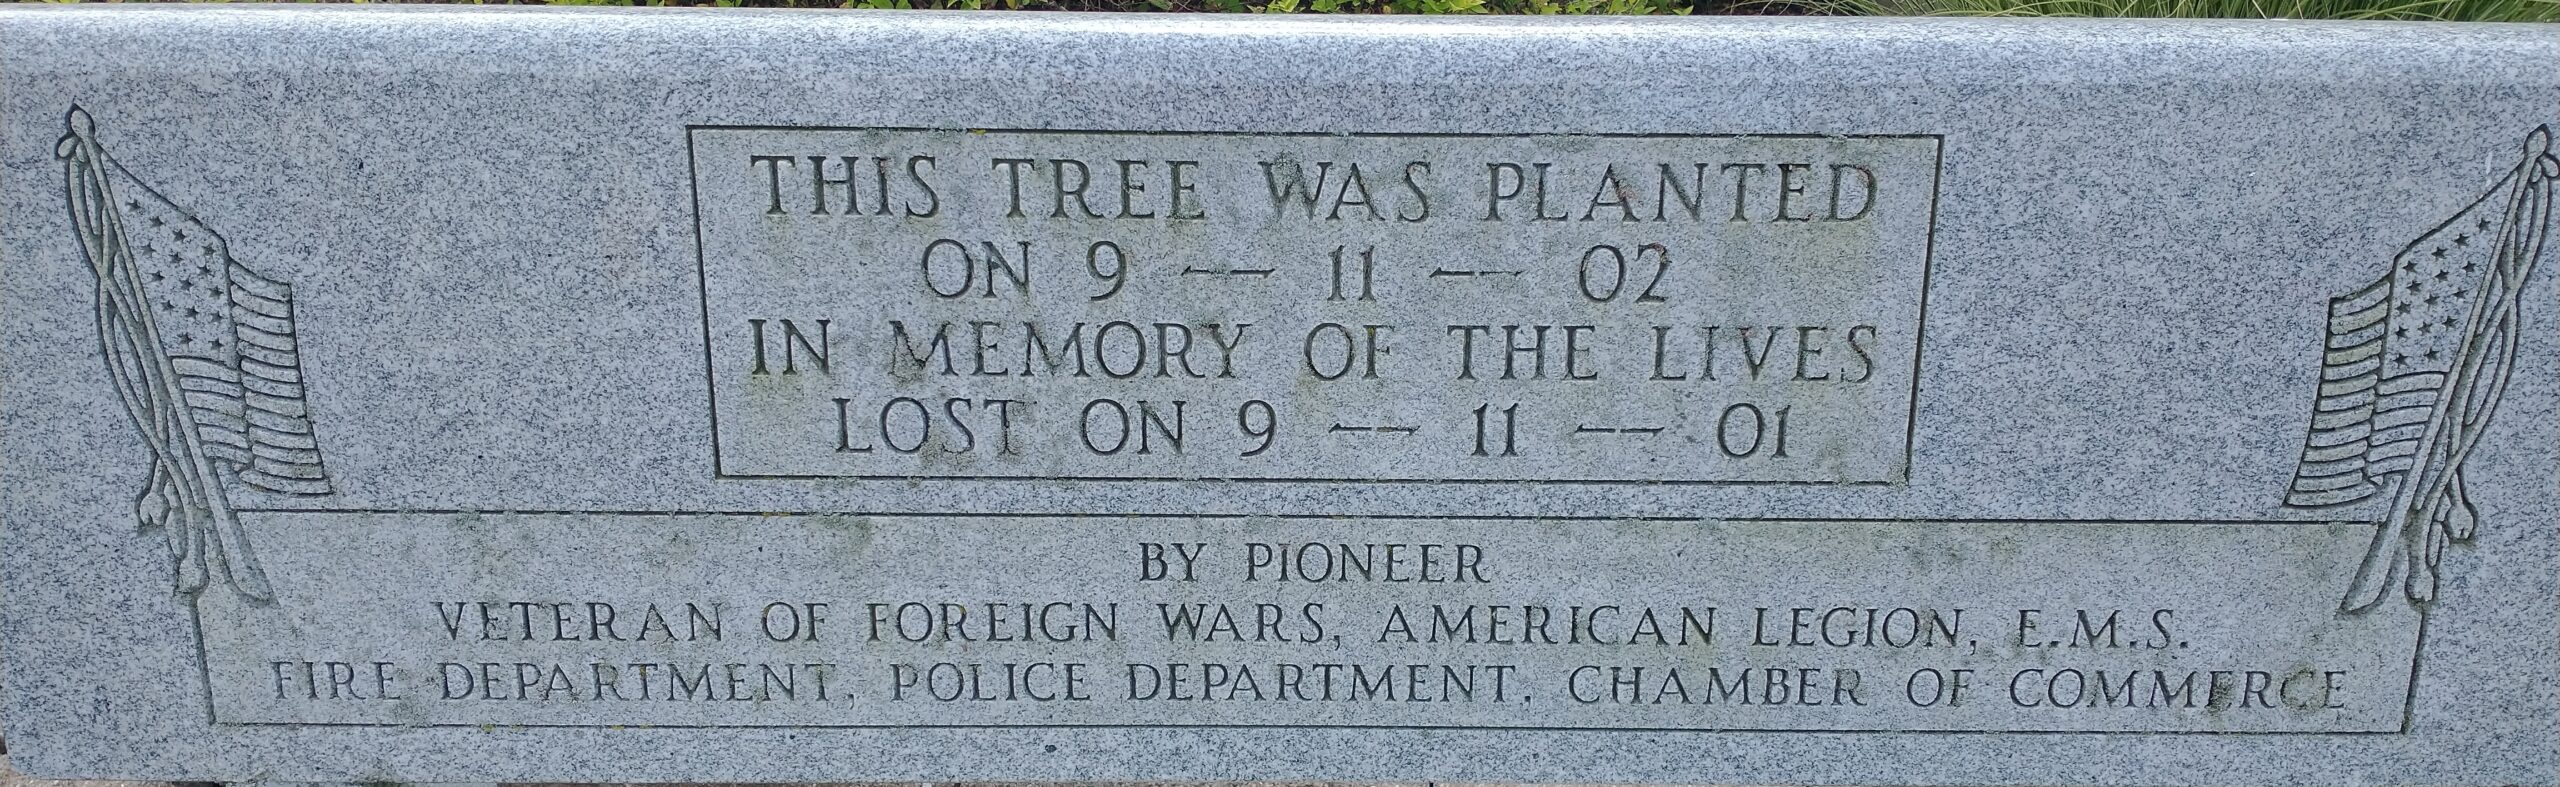 THIS TREE WAS PLANTED
ON 9 -- 11 -- 02
IN MEMORY OF THE LIVES
LOST ON 9 -- 11 -- 01
BY PIONEER
VETERAN OF FOREIGN WARS, AMERICAN LEGION, E.M.S.
FIRE DEPARTMENT, POLICE DEPARTMENT, CHAMBER OF COMMERCE